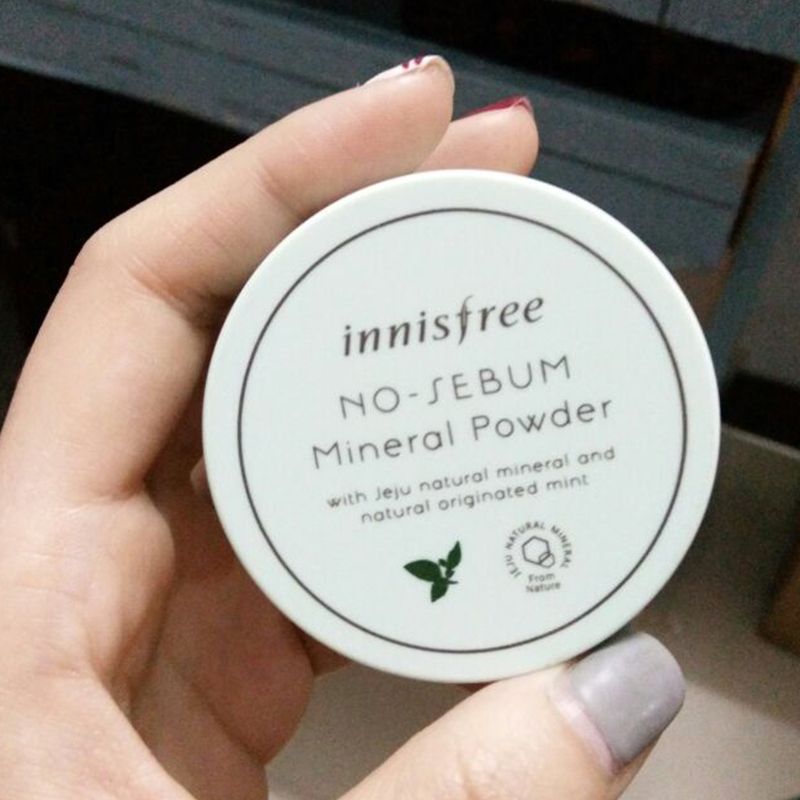 innisfree
NO-SEBUM
Mineral Powder
with Jeju natural mineral and
natural originated mint
JEJU NATURAL MINERAL
From
Nature